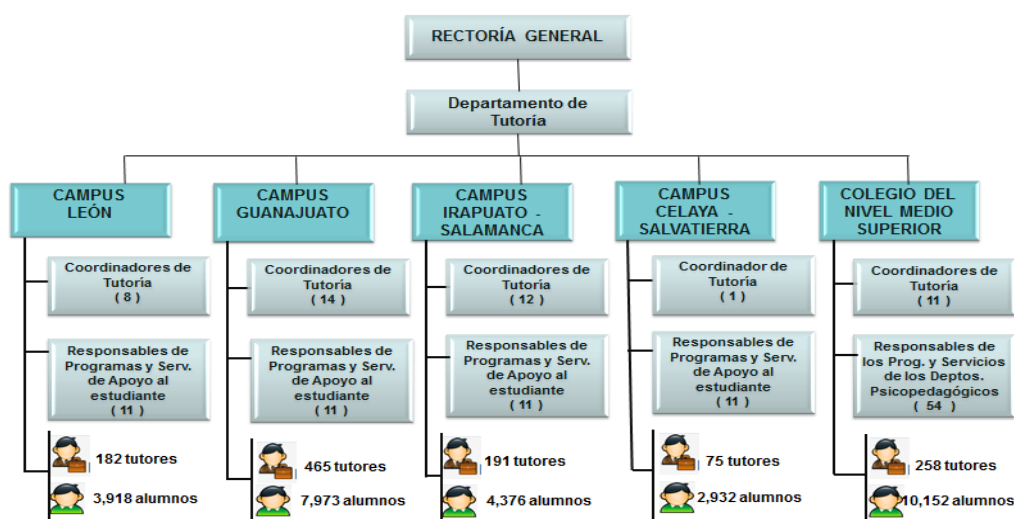 RECTORÍA GENERAL
Departamento de
Tutoría
CAMPUS
LEÓN
Coordinadores de
Tutoría
( 8 )
Responsables de
Programas y Serv.
de Apoyo al
estudiante
( 11 )
182 tutores
3,918 alumnos
CAMPUS
GUANAJUATO
Coordinadores de
Tutoría
( 14 )
Responsables de
Programas y Serv.
de Apoyo al
estudiante
( 11 )
465 tutores
7,973 alumnos
CAMPUS
IRAPUATO -
SALAMANCA
Coordinadores de
Tutoría
( 12 )
Responsables de
Programas y Serv.
de Apoyo al
estudiante
( 11 )
191 tutores
4,376 alumnos
CAMPUS
CELAYA -
SALVATIERRA
Coordinador de
Tutoría
( 1 )
Responsables de
Programas y Serv.
de Apoyo al
estudiante
( 11 )
75 tutores
2,932 alumnos
COLEGIO DEL
NIVEL MEDIO
SUPERIOR
Coordinadores de
Tutoría
( 11 )
Responsables de
los Prog. y Servicios
de los Deptos.
Psicopedagógicos
( 54 )
258 tutores
10,152 alumnos